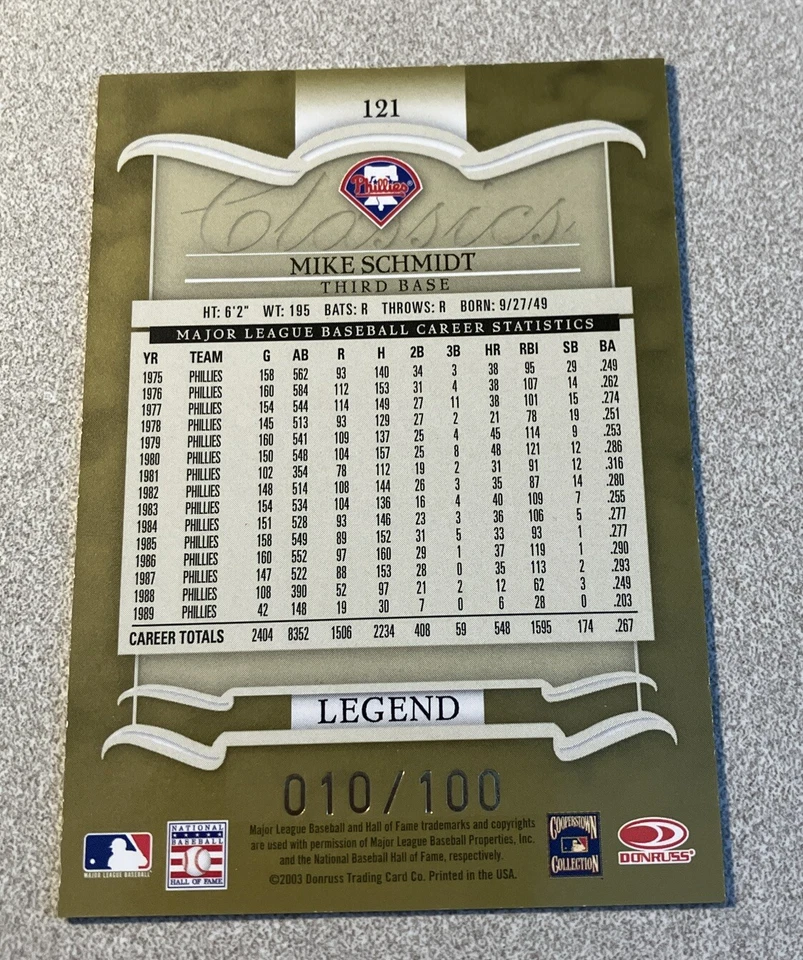 121
Classics
Phillies
MIKE SCHMIDT
THIRD BASE
HT: 6'2" WT: 195 BATS: R THROWS: R BORN: 9/27/49
MAJOR LEAGUE BASEBALL CAREER STATISTICS
YR TEAM G AB R H 2B 3B HR RBI SB BA
1975 PHILLIES 158 562 93 140 34 3 38 95 29 .249
1976 PHILLIES 160 584 112 153 31 4 38 107 14 .262
1977 PHILLIES 154 544 114 149 27 11 38 101 15 .274
1978 PHILLIES 145 513 93 129 27 2 21 78 19 .251
1979 PHILLIES 160 541 109 137 25 4 45 114 9 .253
1980 PHILLIES 150 548 104 157 25 8 48 121 12 .286
1981 PHILLIES 102 354 78 112 19 2 31 91 12 .316
1982 PHILLIES 148 514 108 144 26 3 35 87 14 .280
1983 PHILLIES 154 534 104 136 16 4 40 109 7 .255
1984 PHILLIES 151 528 93 146 23 3 36 106 5 .277
1985 PHILLIES 158 549 89 152 31 5 33 93 1 .277
1986 PHILLIES 160 552 97 160 29 1 37 119 1 .290
1987 PHILLIES 147 522 88 153 28 0 35 113 2 .293
1988 PHILLIES 108 390 52 97 21 2 12 62 3 .249
1989 PHILLIES 42 148 19 30 7 0 6 28 0 .203
CAREER TOTALS 2404 8352 1506 2234 408 59 548 1595 174 .267
LEGEND
010/100
MAJOR LEAGUE BASEBALL
NATIONAL
BASEBALL
HALL OF FAME
Major League Baseball and Hall of Fame trademarks and copyrights
are used with permission of Major League Baseball Properties, Inc.
and the National Baseball Hall of Fame, respectively.
©2003 Donruss Trading Card Co. Printed in the USA.
COOPERSTOWN
COLLECTION
DONRUSS